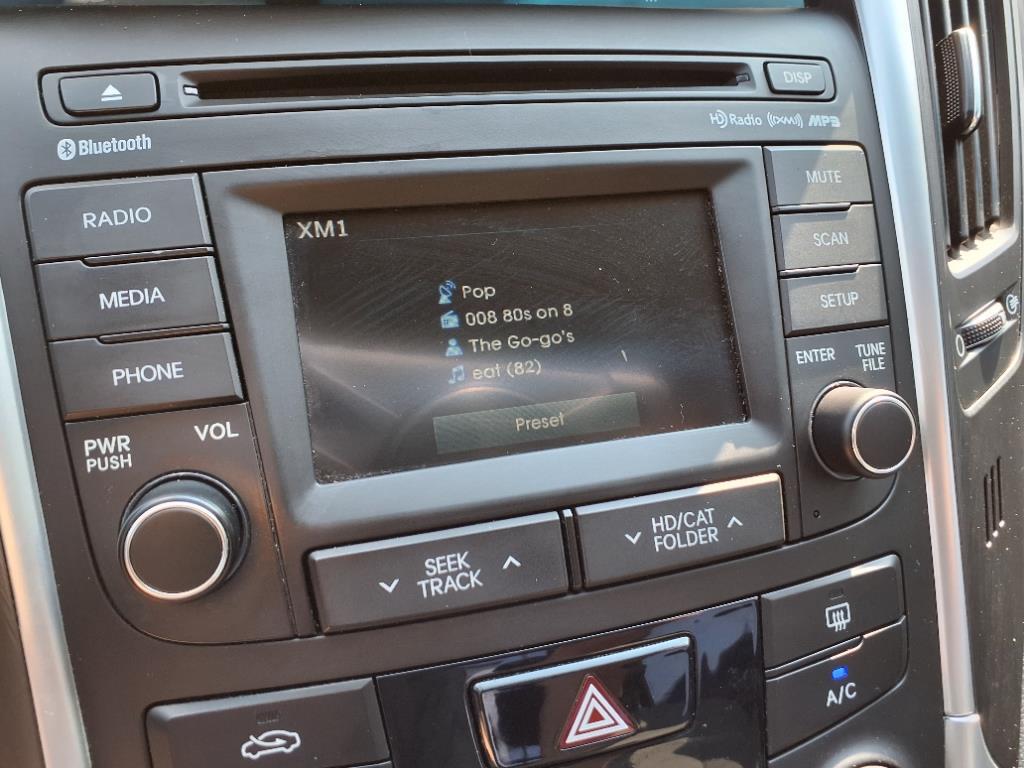 DISP
Bluetooth
HD Radio ((XM)) MP3
RADIO
MEDIA
PHONE
PWR
PUSH
VOL
XM1
Pop
008 80s on 8
The Go-go's
eat (82)
Preset
MUTE
SCAN
SETUP
ENTER
TUNE
FILE
SEEK
TRACK
HD/CAT
FOLDER
A/C